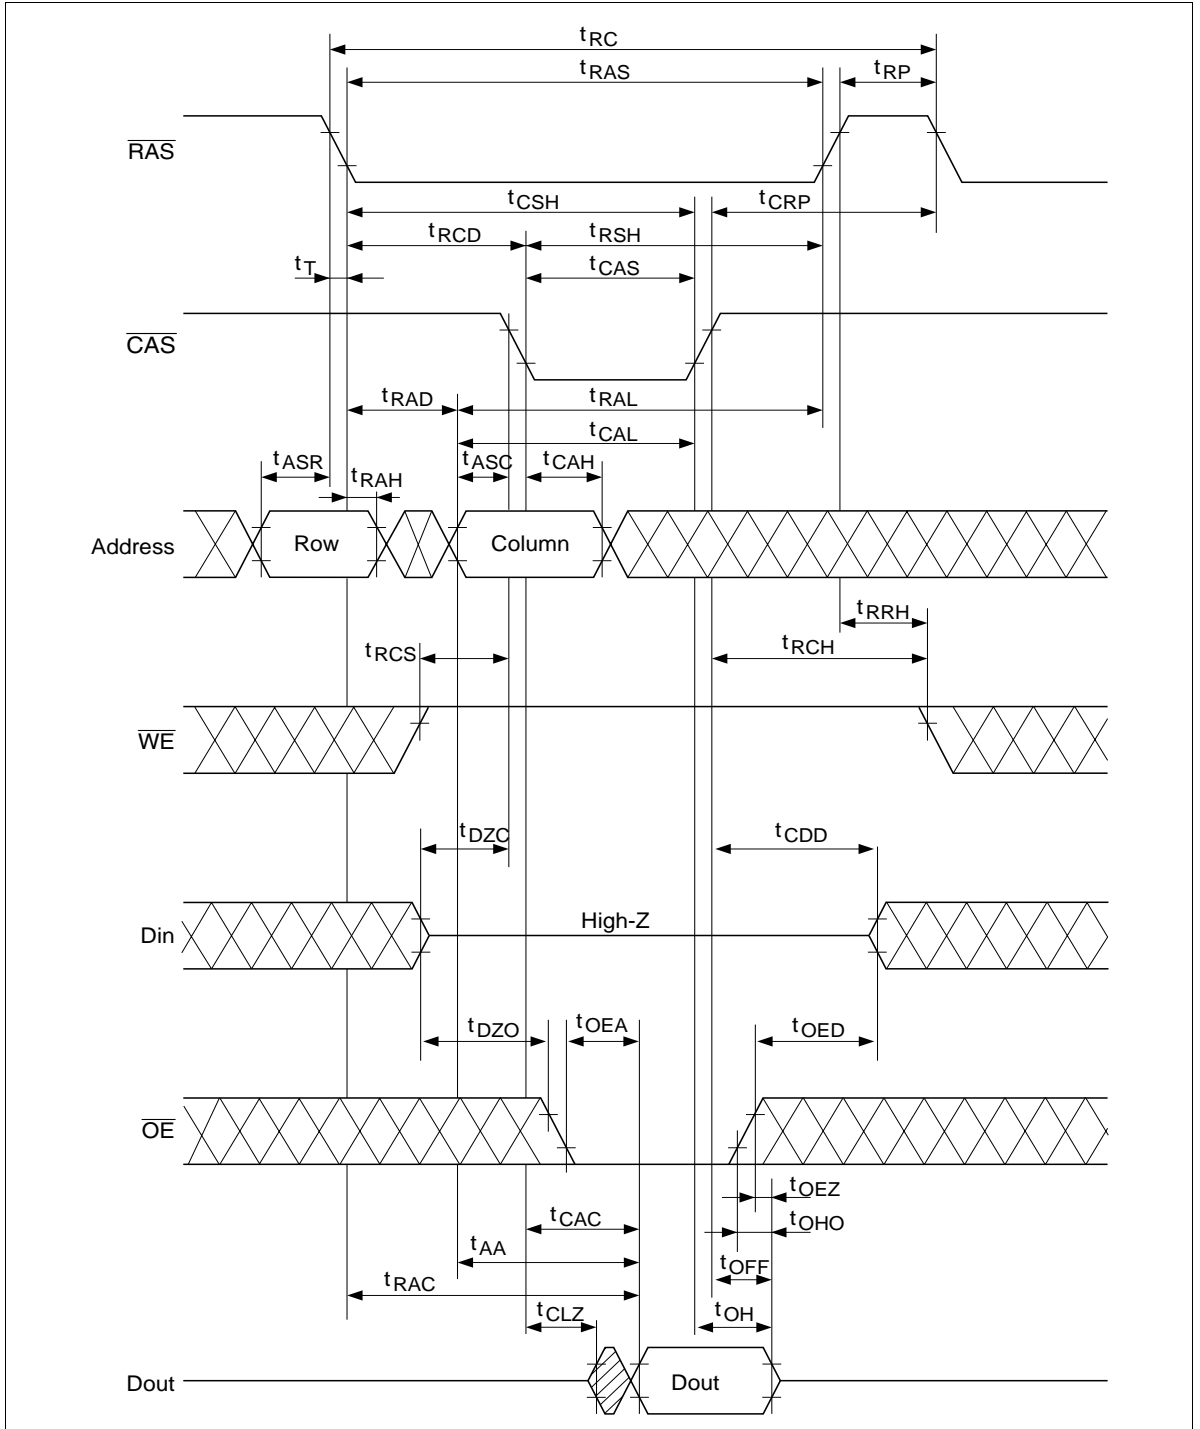 tRC
tRAS
tRP
RAS
tCSH
tCRP
tRCD
tRSH
tT
tCAS
CAS
tRAD
tRAL
tCAL
tASR
tASC
tCAH
tRAH
Address
Row
Column
tRRH
tRCS
tRCH
WE
tDZC
tCDD
Din
High-Z
tDZO
tOEA
tOED
OE
tOEZ
tCAC
tOHO
tAA
tOFF
tRAC
tCLZ
tOH
Dout
Dout